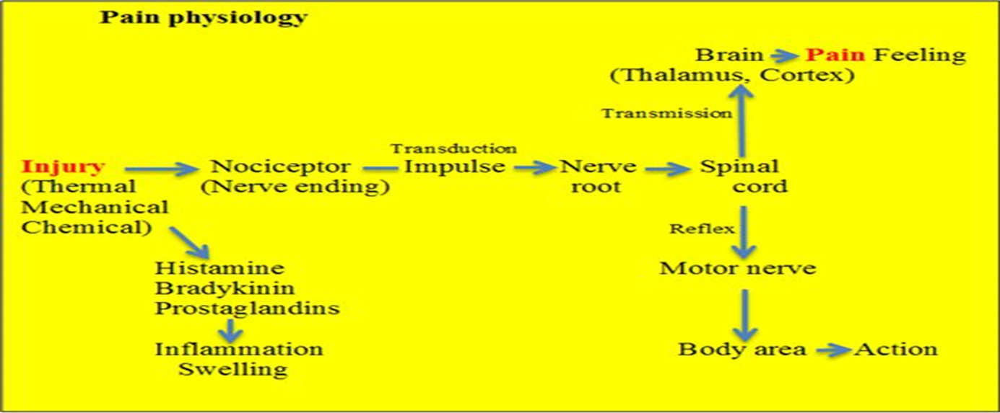 Pain physiology
Brain Pain Feeling
(Thalamus, Cortex)
Transmission
Transduction
Injury Nociceptor Impulse Nerve Spinal
(Thermal (Nerve ending) root cord
Mechanical
Chemical)
Reflex
Histamine Motor nerve
Bradykinin
Prostaglandins
Inflammation Body area Action
Swelling